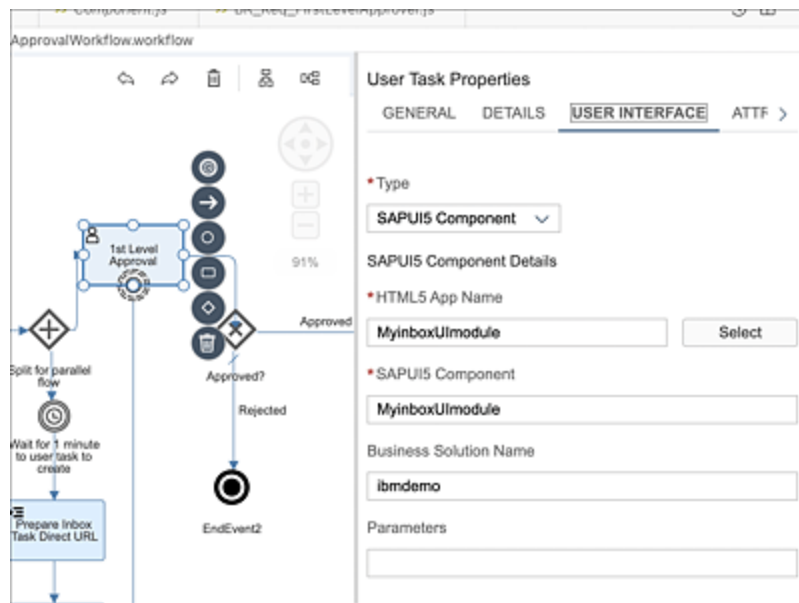 Component.js
BR_Req_FirstLevelApprover.js
ApprovalWorkflow.workflow
User Task Properties
GENERAL DETAILS USER INTERFACE
*Type
SAPUI5 Component
91%
SAPUI5 Component Details
*HTML5 App Name
MyinboxUImodule Select
*SAPUI5 Component
MyinboxUImodule
Business Solution Name
ibmdemo
Parameters
1st Level
Approval
Approved
Split for parallel
flow
Approved?
Rejected
Wait for 1 minute
to user task to
create
Prepare Inbox
Task Direct URL
EndEvent2